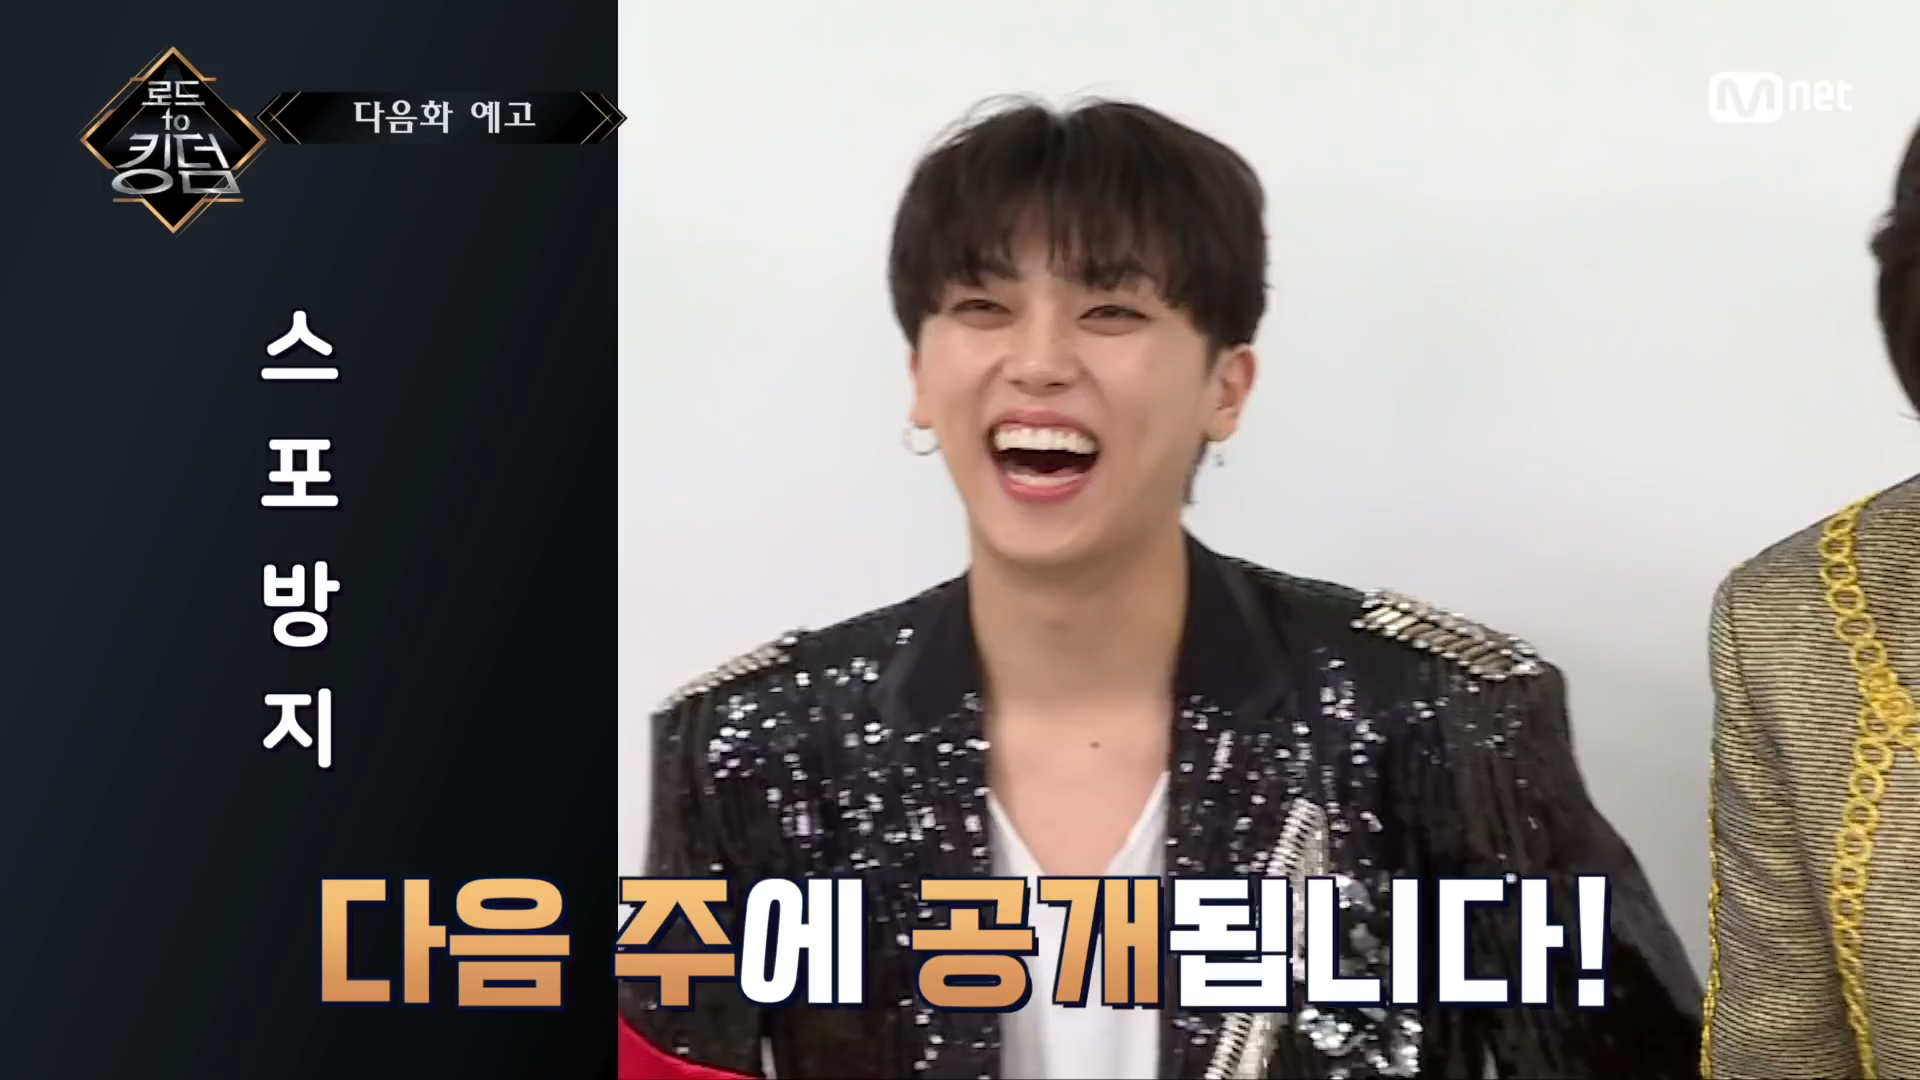 로드
to
킹덤
다음화 예고
Mnet
스
포
방
지
다음 주에 공개됩니다!